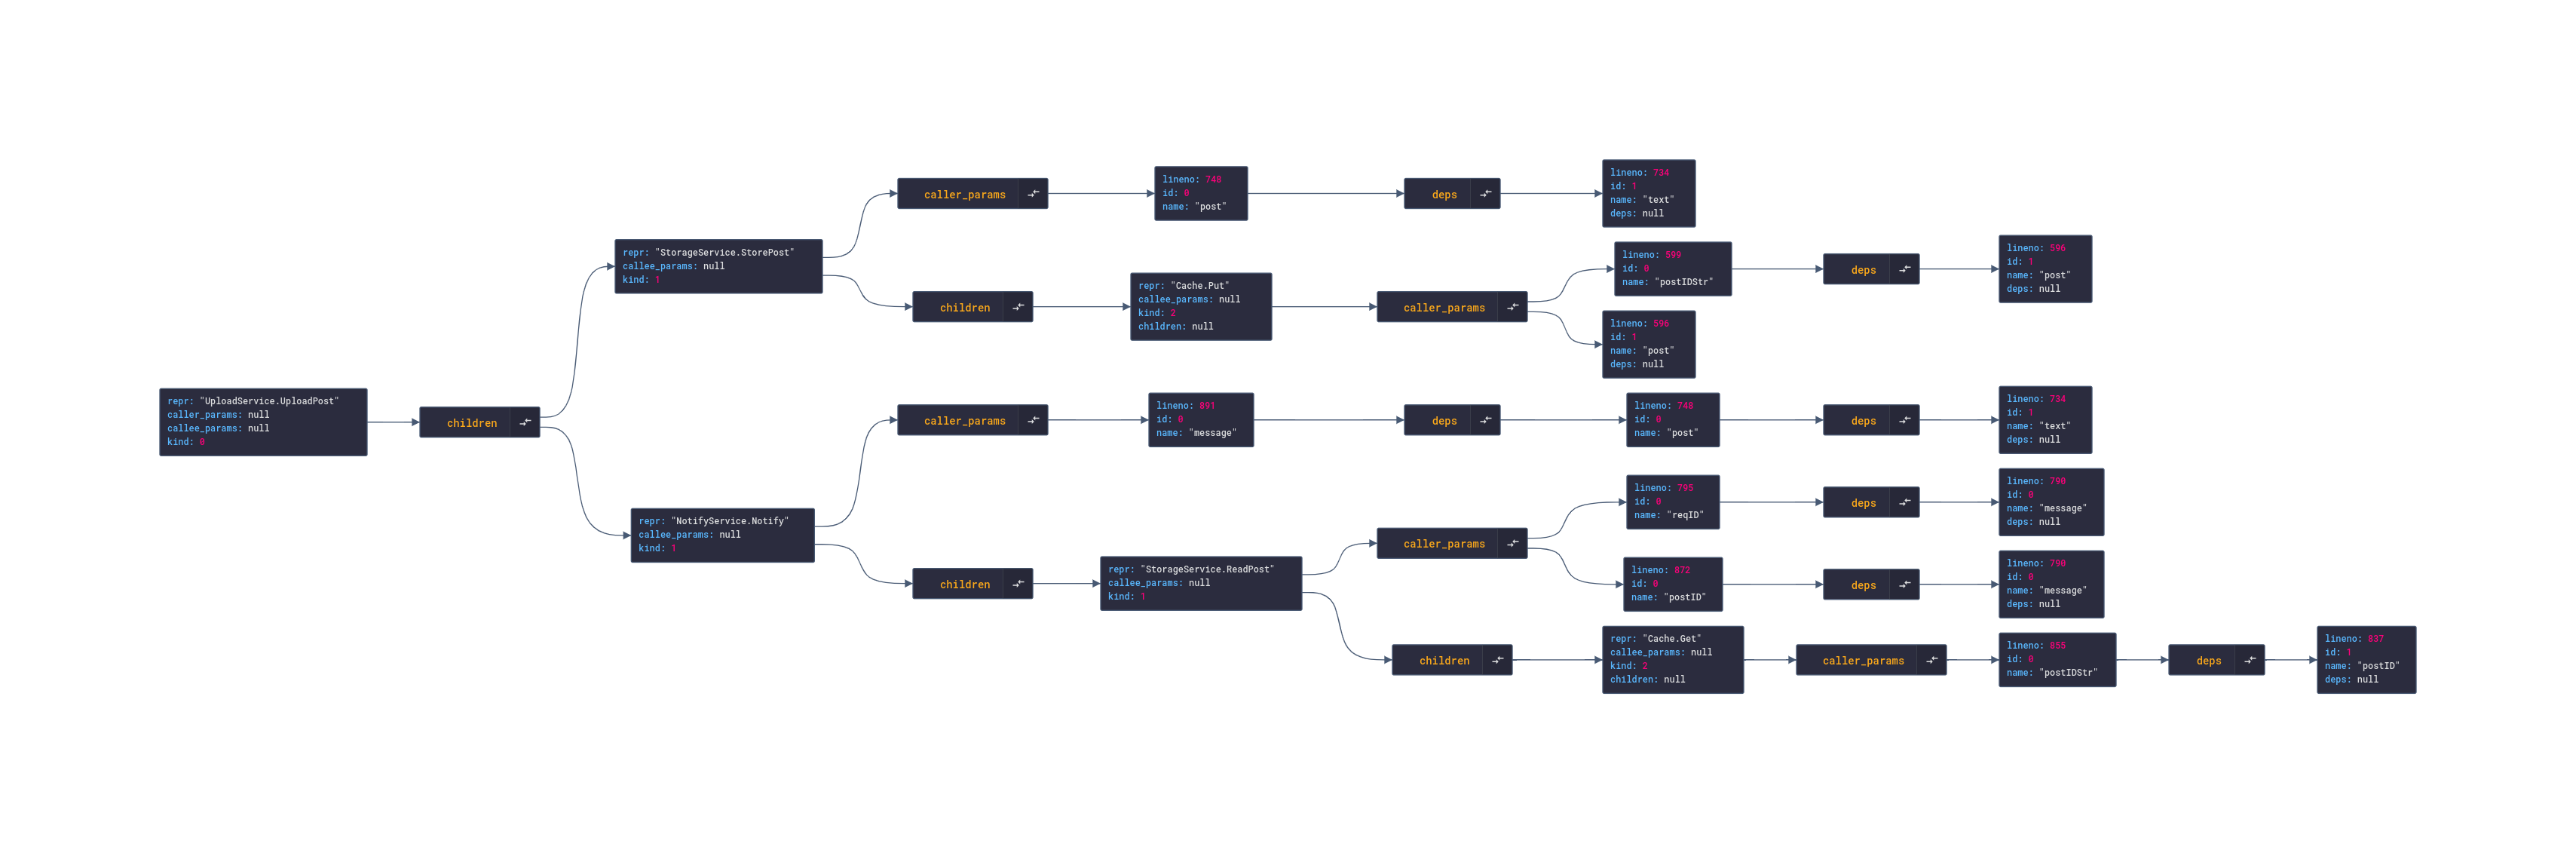 repr: "UploadService.UploadPost"
caller_params: null
callee_params: null
kind: 0
children
repr: "StorageService.StorePost"
callee_params: null
kind: 1
caller_params
lineno: 748
id: 0
name: "post"
deps
lineno: 734
id: 1
name: "text"
deps: null
children
repr: "Cache.Put"
callee_params: null
kind: 2
children: null
caller_params
lineno: 599
id: 0
name: "postIDStr"
deps
lineno: 596
id: 1
name: "post"
deps: null
lineno: 596
id: 1
name: "post"
deps: null
repr: "NotifyService.Notify"
callee_params: null
kind: 1
caller_params
lineno: 891
id: 0
name: "message"
deps
lineno: 748
id: 0
name: "post"
deps
lineno: 734
id: 1
name: "text"
deps: null
children
repr: "StorageService.ReadPost"
callee_params: null
kind: 1
caller_params
lineno: 795
id: 0
name: "reqID"
deps
lineno: 790
id: 0
name: "message"
deps: null
lineno: 872
id: 0
name: "postID"
deps
lineno: 790
id: 0
name: "message"
deps: null
children
repr: "Cache.Get"
callee_params: null
kind: 2
children: null
caller_params
lineno: 855
id: 0
name: "postIDStr"
deps
lineno: 837
id: 1
name: "postID"
deps: null